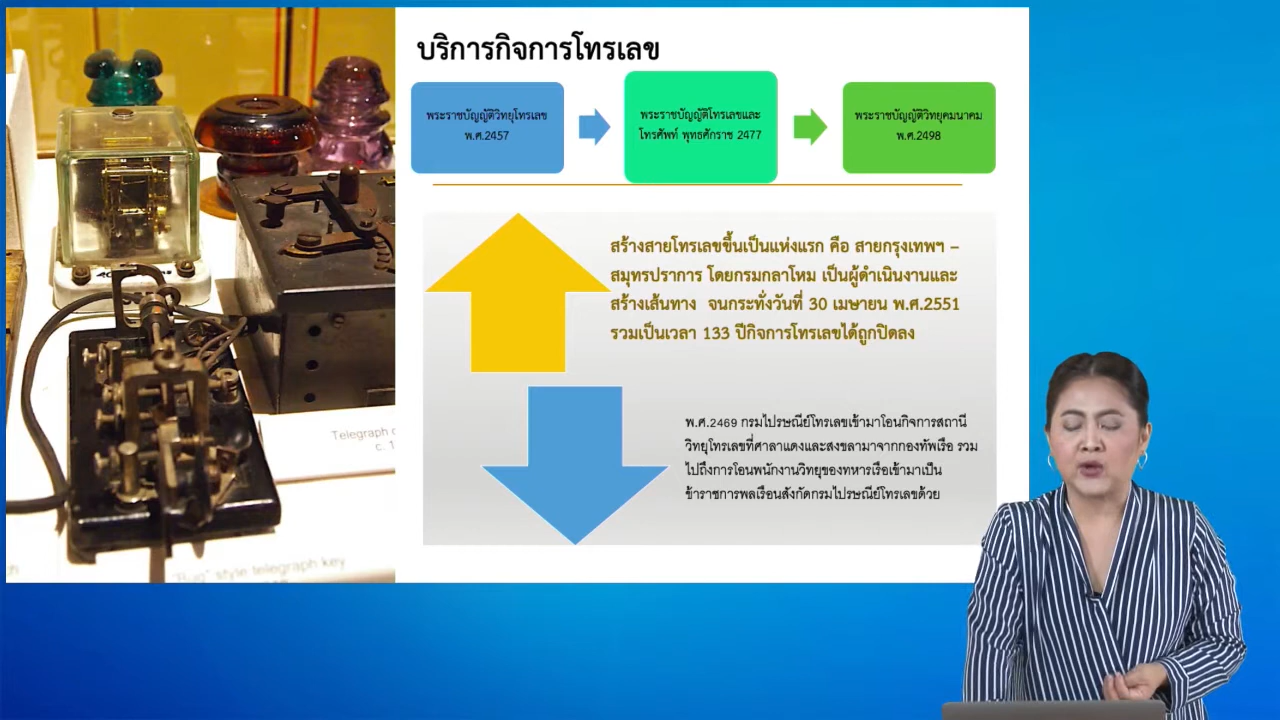 บริการกิจการโทรเลข
พระราชบัญญัติวิทยุโทรเลข
พ.ศ.2457
พระราชบัญญัติโทรเลขและ
โทรศัพท์ พุทธศักราช 2477
พระราชบัญญัติวิทยุคมนาคม
พ.ศ.2498
สร้างสายโทรเลขขึ้นเป็นแห่งแรก คือ สายกรุงเทพฯ –
สมุทรปราการ โดยกรมกลาโหม เป็นผู้ดำเนินงานและ
สร้างเส้นทาง จนกระทั่งวันที่ 30 เมษายน พ.ศ.2551
รวมเป็นเวลา 133 ปีกิจการโทรเลขได้ถูกปิดลง
พ.ศ.2469 กรมไปรษณีย์โทรเลขเข้ามาโอนกิจการสถานี
วิทยุโทรเลขที่ศาลาแดงและสงขลามาจากกองทัพเรือ รวม
ไปถึงการโอนพนักงานวิทยุของทหารเรือเข้ามาเป็น
ข้าราชการพลเรือนสังกัดกรมไปรษณีย์โทรเลขด้วย
Telegraph
c. 1
"Bug" style telegraph key